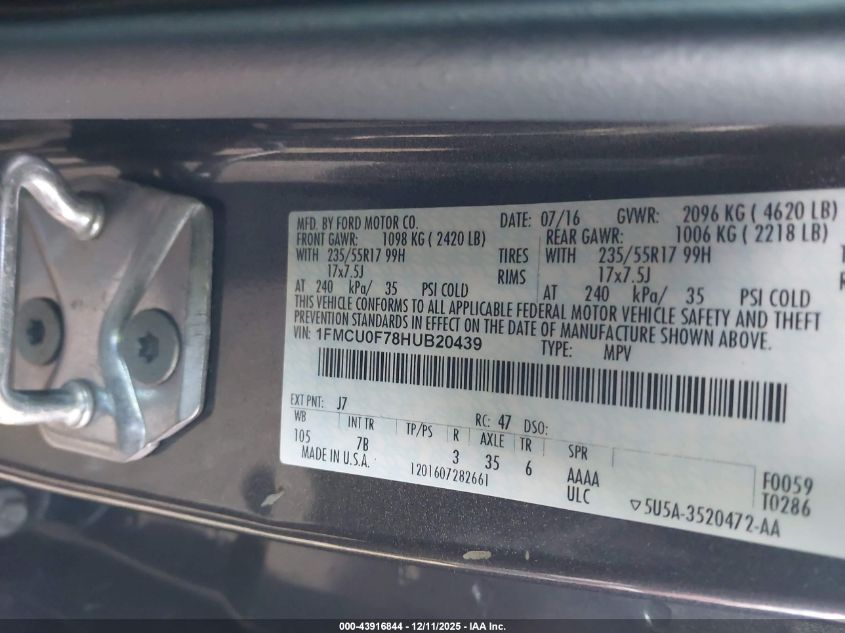 MFD. BY FORD MOTOR CO. DATE: 07/16 GVWR: 2096 KG ( 4620 LB)
FRONT GAWR: 1098 KG ( 2420 LB) REAR GAWR: 1006 KG ( 2218 LB)
WITH 235/55R17 99H TIRES WITH 235/55R17 99H
17x7.5J RIMS 17x7.5J
AT 240 kPa/ 35 PSI COLD AT 240 kPa/ 35 PSI COLD
THIS VEHICLE CONFORMS TO ALL APPLICABLE FEDERAL MOTOR VEHICLE SAFETY AND THEFT
PREVENTION STANDARDS IN EFFECT ON THE DATE OF MANUFACTURE SHOWN ABOVE.
VIN: 1FMCU0F78HUB20439 TYPE: MPV
EXT PNT: J7 RC: 47 DSO:
WB INT TR TP/PS R AXLE TR SPR
105 7B 3 35 6 AAAA F0059
MADE IN U.S.A. 1201607282661 ULC T0286
▽5U5A-3520472-AA
000-43916844 - 12/11/2025 - IAA Inc.